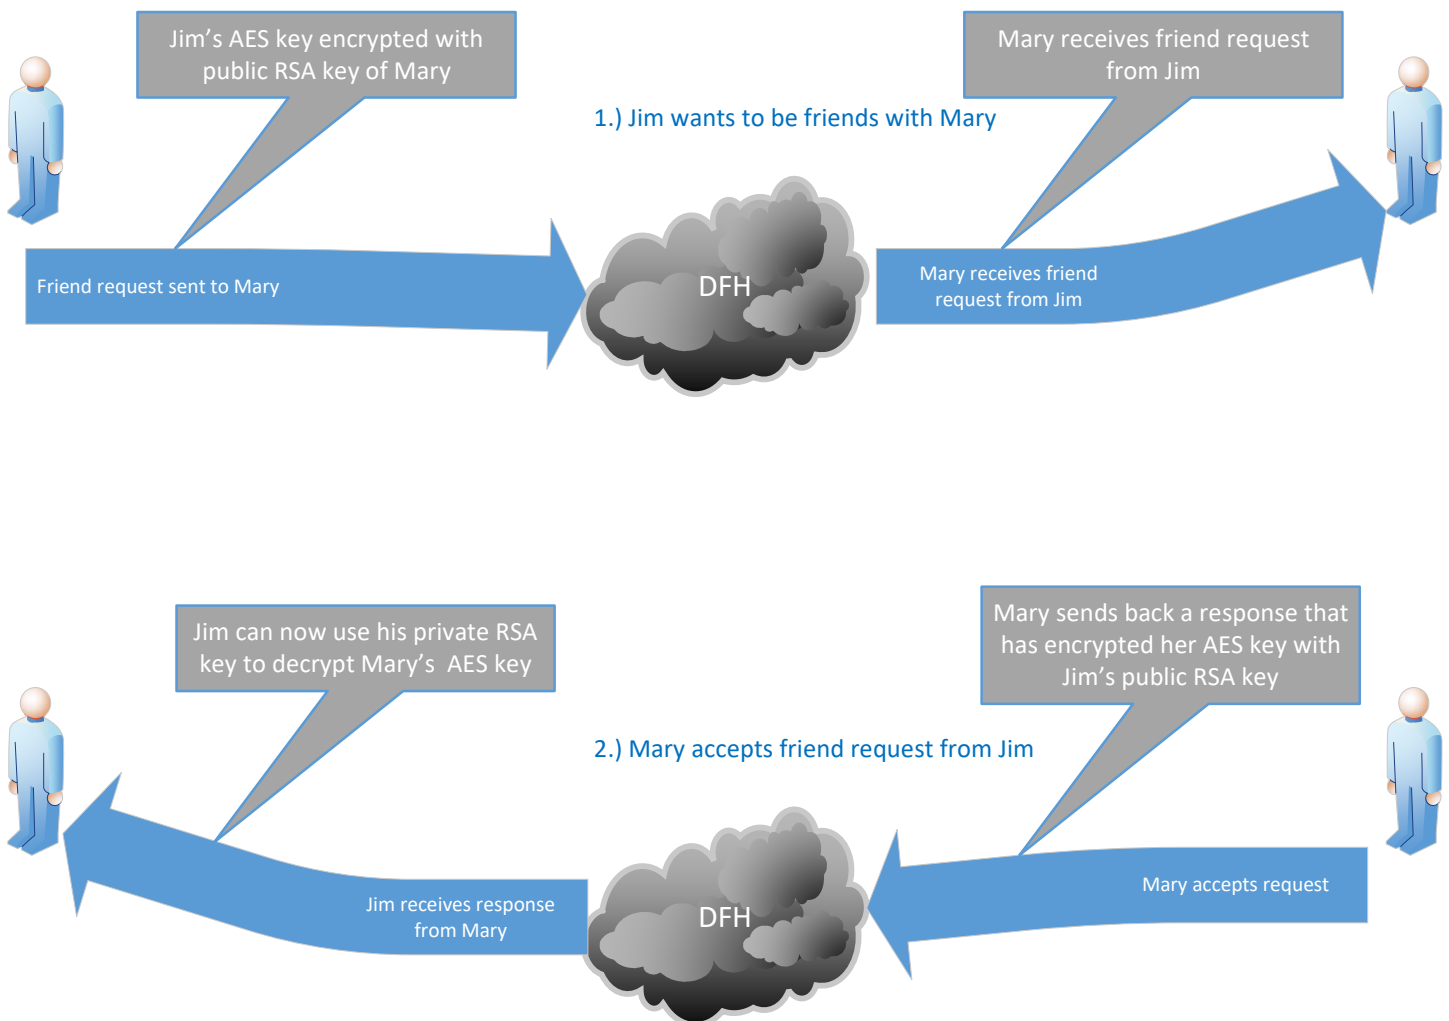 Jim's AES key encrypted with
public RSA key of Mary
Mary receives friend request
from Jim
1.) Jim wants to be friends with Mary
Friend request sent to Mary
DFH
Mary receives friend
request from Jim
Jim can now use his private RSA
key to decrypt Mary's  AES key
Mary sends back a response that
has encrypted her AES key with
Jim's public RSA key
2.) Mary accepts friend request from Jim
Jim receives response
from Mary
DFH
Mary accepts request